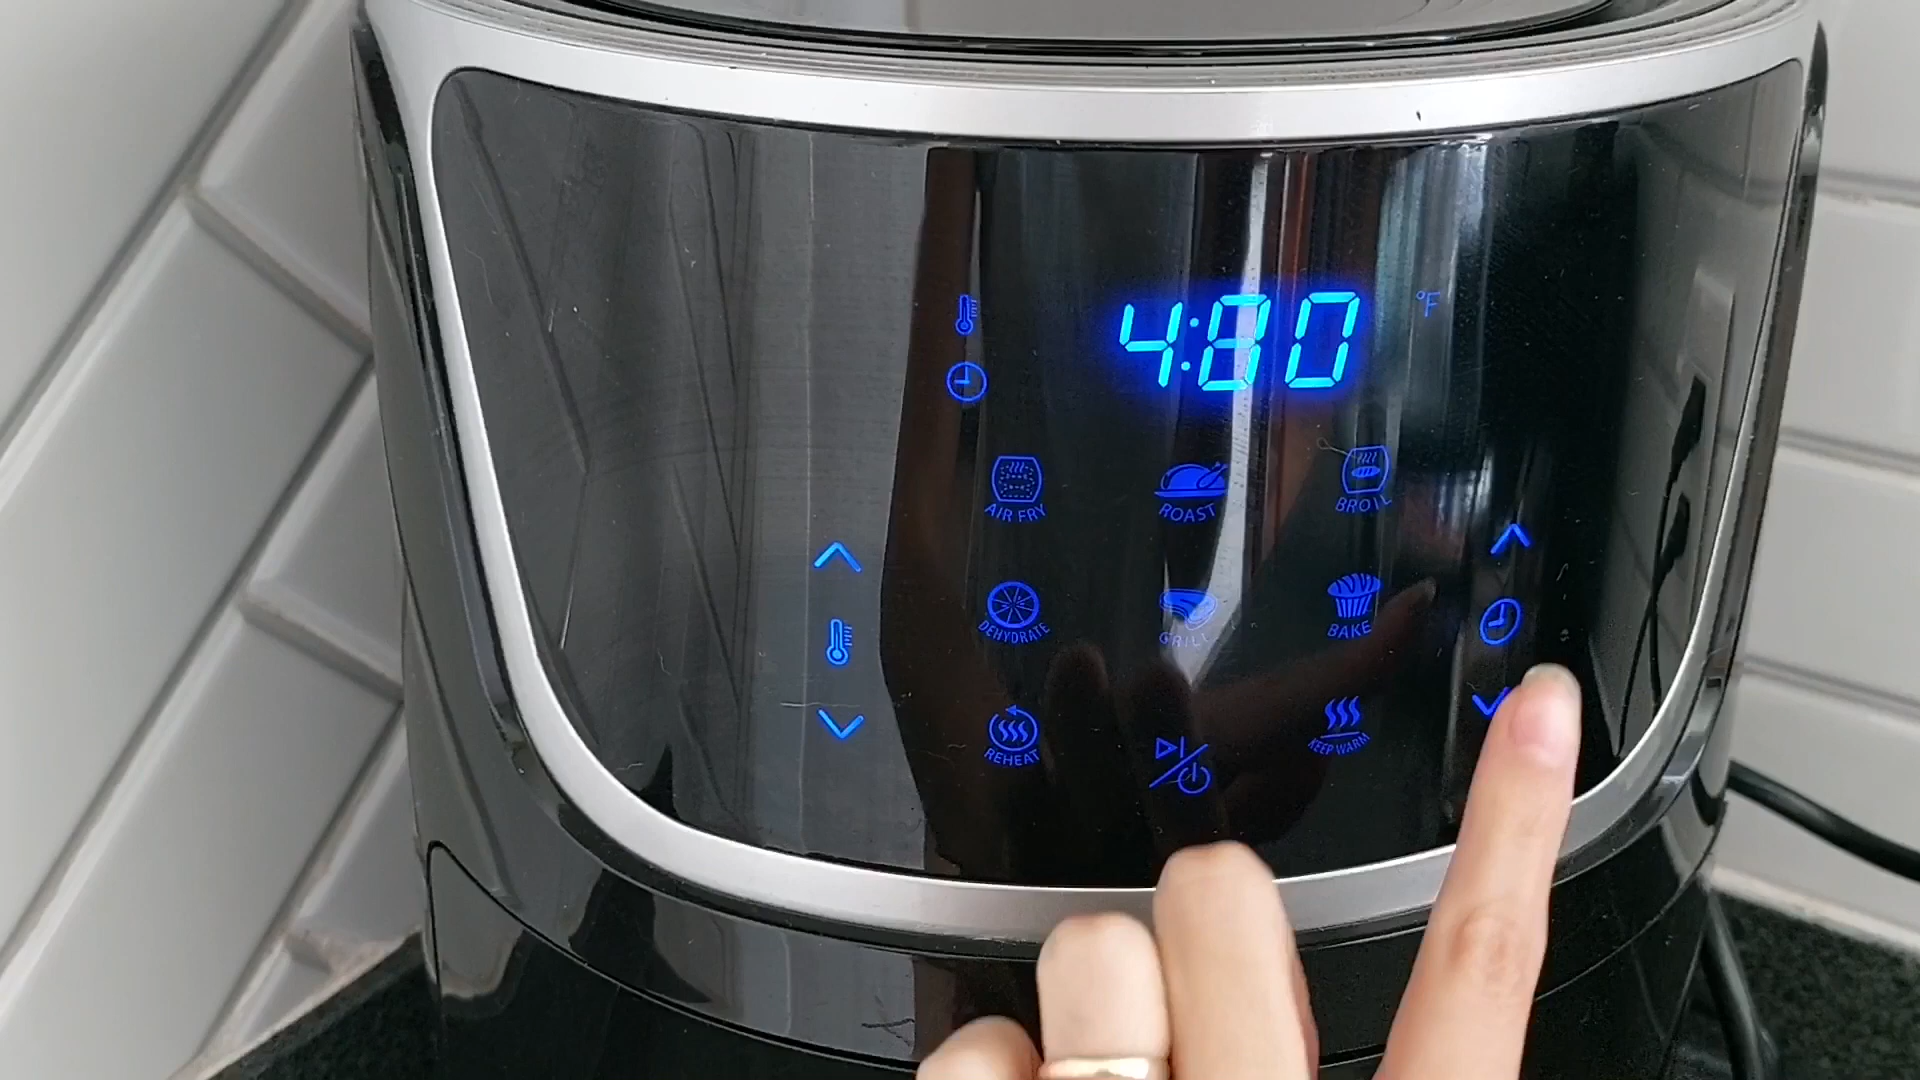 4:80 °F
AIR FRY ROAST BROIL
DEHYDRATE GRILL BAKE
REHEAT KEEP WARM